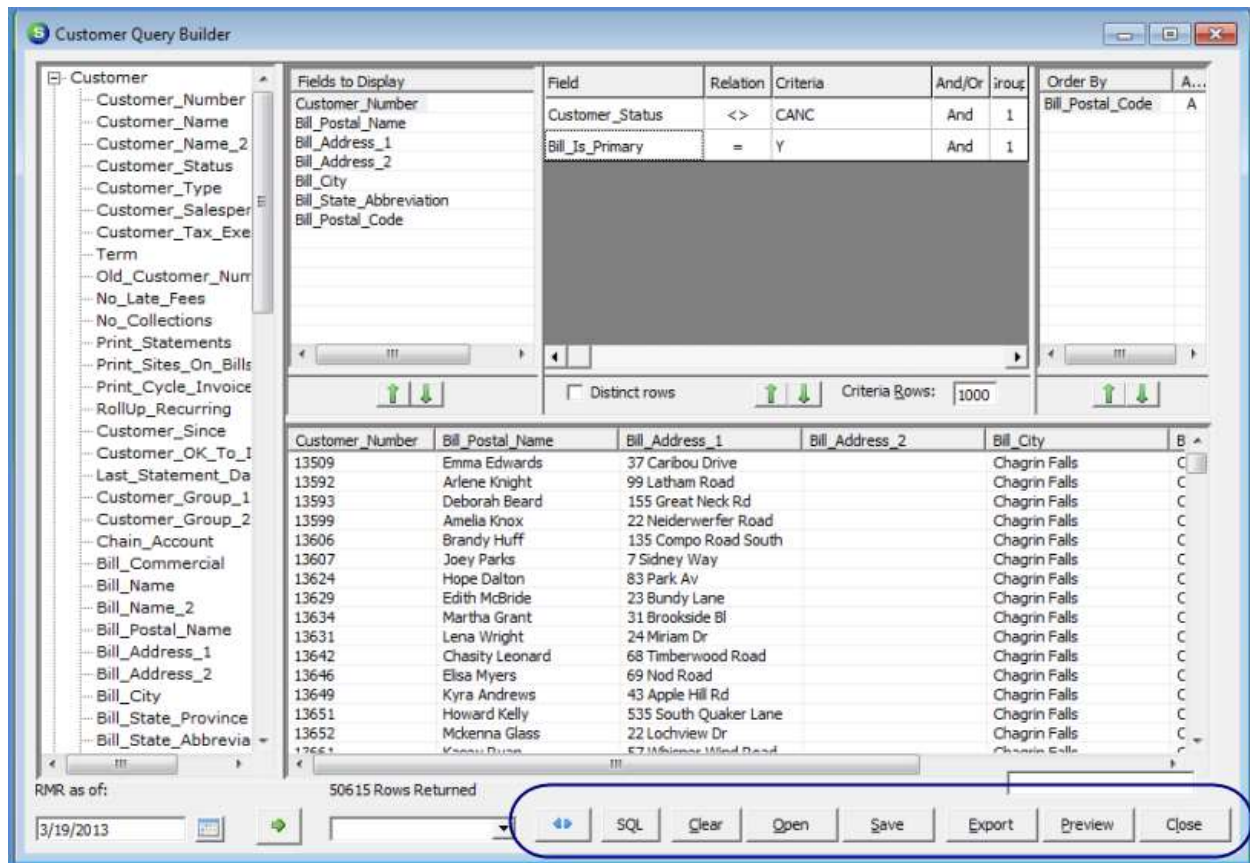 Customer Query Builder
Customer
Customer_Number
Customer_Name
Customer_Name_2
Customer_Status
Customer_Type
Customer_Salesper
Customer_Tax_Exe
Term
Old_Customer_Num
No_Late_Fees
No_Collections
Print_Statements
Print_Sites_On_Bills
Print_Cycle_Invoice
RollUp_Recurring
Customer_Since
Customer_OK_To_I
Last_Statement_Da
Customer_Group_1
Customer_Group_2
Chain_Account
Bill_Commercial
Bill_Name
Bill_Name_2
Bill_Postal_Name
Bill_Address_1
Bill_Address_2
Bill_City
Bill_State_Province
Bill_State_Abbrevia
Fields to Display
Customer_Number
Bill_Postal_Name
Bill_Address_1
Bill_Address_2
Bill_City
Bill_State_Abbreviation
Bill_Postal_Code
Field Relation Criteria And/Or Group
Customer_Status <> CANC And 1
Bill_Is_Primary = Y And 1
Order By A...
Bill_Postal_Code A
Distinct rows Criteria Rows: 1000
Customer_Number Bill_Postal_Name Bill_Address_1 Bill_Address_2 Bill_City B
13509 Emma Edwards 37 Caribou Drive Chagrin Falls C
13592 Arlene Knight 99 Latham Road Chagrin Falls C
13593 Deborah Beard 155 Great Neck Rd Chagrin Falls C
13599 Amelia Knox 22 Neiderwerfer Road Chagrin Falls C
13606 Brandy Huff 135 Compo Road South Chagrin Falls C
13607 Joey Parks 7 Sidney Way Chagrin Falls C
13624 Hope Dalton 83 Park Av Chagrin Falls C
13629 Edith McBride 23 Bundy Lane Chagrin Falls C
13634 Martha Grant 31 Brookside Bl Chagrin Falls C
13631 Lena Wright 24 Miriam Dr Chagrin Falls C
13642 Chasity Leonard 68 Timberwood Road Chagrin Falls C
13646 Elisa Myers 69 Nod Road Chagrin Falls C
13649 Kyra Andrews 43 Apple Hill Rd Chagrin Falls C
13651 Howard Kelly 535 South Quaker Lane Chagrin Falls C
13652 Mckenna Glass 22 Lochview Dr Chagrin Falls C
Chagrin Falls C
RMR as of: 50615 Rows Returned
3/19/2013 SQL Clear Open Save Export Preview Close